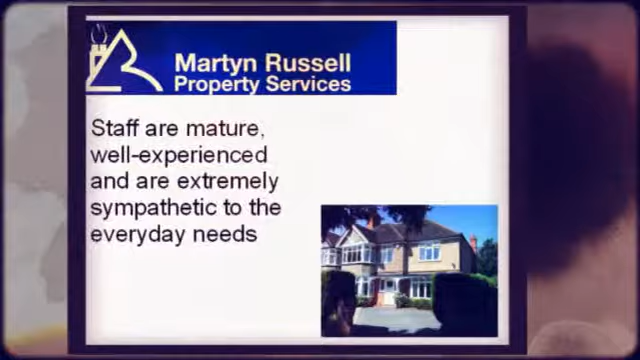 Martyn Russell
Property Services
Staff are mature,
well-experienced
and are extremely
sympathetic to the
everyday needs